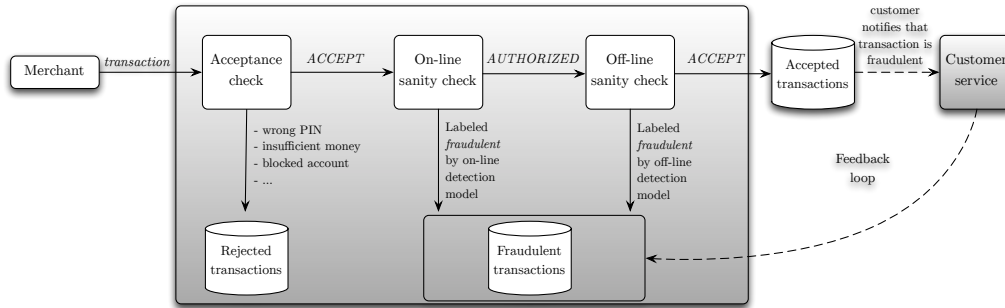 Merchant
transaction
Acceptance
check
ACCEPT
On-line
sanity check
AUTHORIZED
Off-line
sanity check
ACCEPT
Accepted
transactions
customer
notifies that
transaction is
fraudulent
Customer
service
- wrong PIN
- insufficient money
- blocked account
- ...
Labeled
fraudulent
by on-line
detection
model
Labeled
fraudulent
by off-line
detection
model
Feedback
loop
Rejected
transactions
Fraudulent
transactions